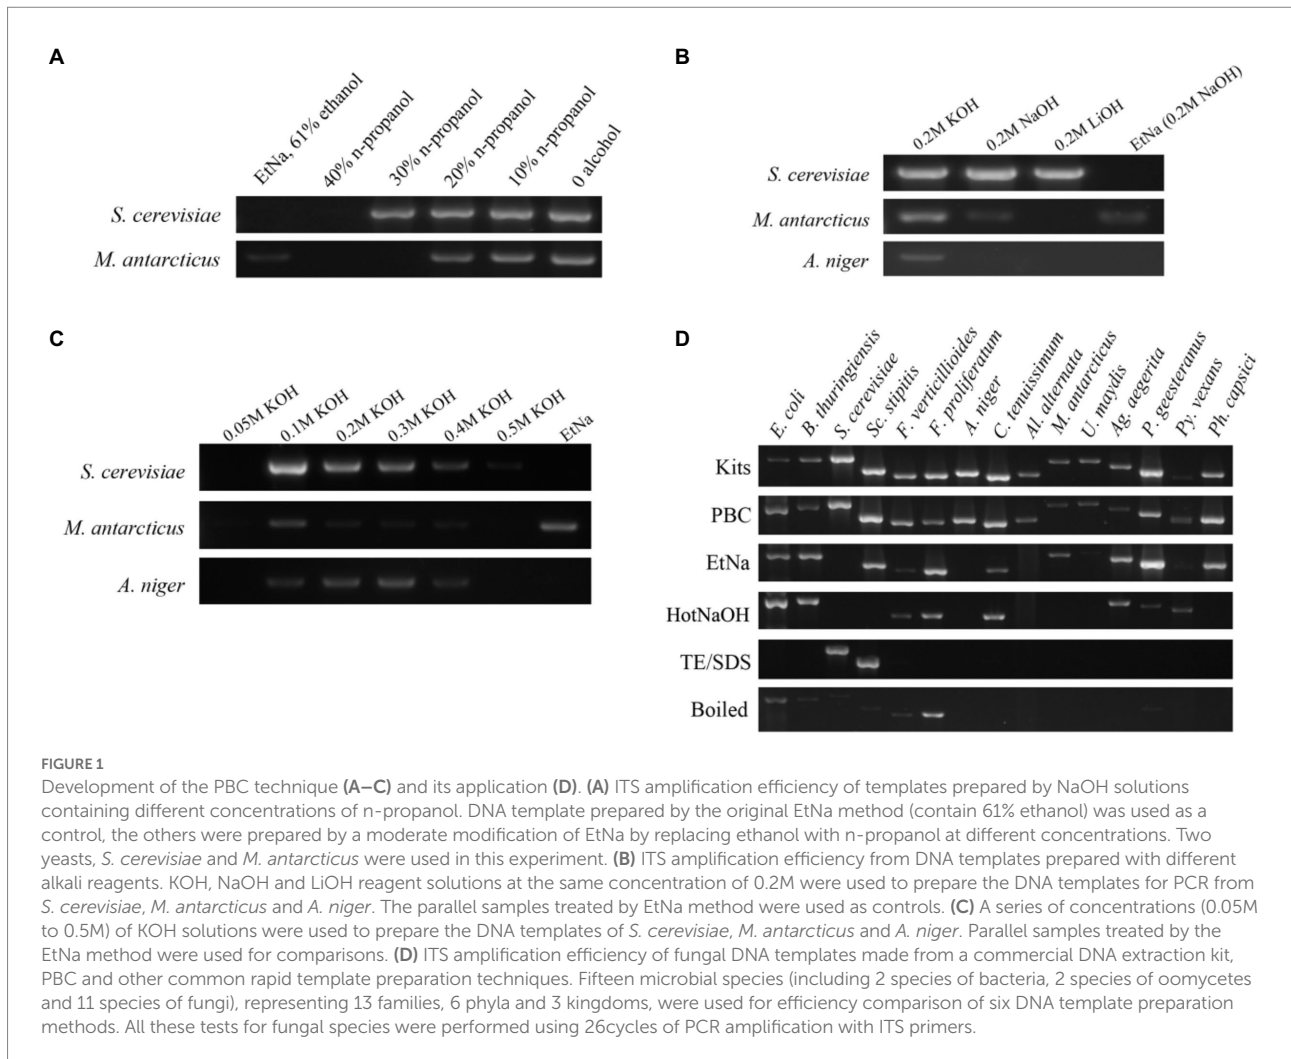 A
EtNa, 61% ethanol
40% n-propanol
30% n-propanol
20% n-propanol
10% n-propanol
0 alcohol
S. cerevisiae
M. antarcticus
B
0.2M KOH
0.2M NaOH
0.2M LiOH
EtNa (0.2M NaOH)
S. cerevisiae
M. antarcticus
A. niger
C
0.05M KOH
0.1M KOH
0.2M KOH
0.3M KOH
0.4M KOH
0.5M KOH
EtNa
S. cerevisiae
M. antarcticus
A. niger
D
E. coli
B. thuringiensis
S. cerevisiae
Sc. stipitis
F. verticillioides
F. proliferatum
A. niger
C. tenuissimum
Al. alternata
M. antarcticus
U. maydis
Ag. aegerita
P. geesteranus
Py. vexans
Ph. capsici
Kits
PBC
EtNa
HotNaOH
TE/SDS
Boiled
FIGURE 1
Development of the PBC technique (A–C) and its application (D). (A) ITS amplification efficiency of templates prepared by NaOH solutions
containing different concentrations of n-propanol. DNA template prepared by the original EtNa method (contain 61% ethanol) was used as a
control, the others were prepared by a moderate modification of EtNa by replacing ethanol with n-propanol at different concentrations. Two
yeasts, S. cerevisiae and M. antarcticus were used in this experiment. (B) ITS amplification efficiency from DNA templates prepared with different
alkali reagents. KOH, NaOH and LiOH reagent solutions at the same concentration of 0.2M were used to prepare the DNA templates for PCR from
S. cerevisiae, M. antarcticus and A. niger. The parallel samples treated by EtNa method were used as controls. (C) A series of concentrations (0.05M
to 0.5M) of KOH solutions were used to prepare the DNA templates of S. cerevisiae, M. antarcticus and A. niger. Parallel samples treated by the
EtNa method were used for comparisons. (D) ITS amplification efficiency of fungal DNA templates made from a commercial DNA extraction kit,
PBC and other common rapid template preparation techniques. Fifteen microbial species (including 2 species of bacteria, 2 species of oomycetes
and 11 species of fungi), representing 13 families, 6 phyla and 3 kingdoms, were used for efficiency comparison of six DNA template preparation
methods. All these tests for fungal species were performed using 26cycles of PCR amplification with ITS primers.